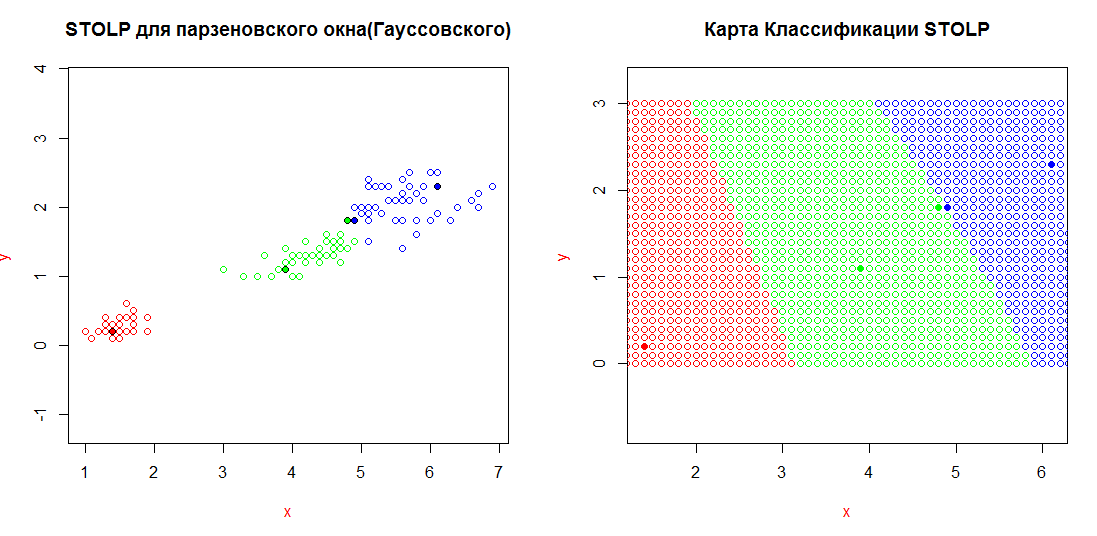 STOLP для парзеновского окна(Гауссовского)
4
3
2
1
0
-1
y
1 2 3 4 5 6 7
x
Карта Классификации STOLP
3
2
1
0
y
2 3 4 5 6
x